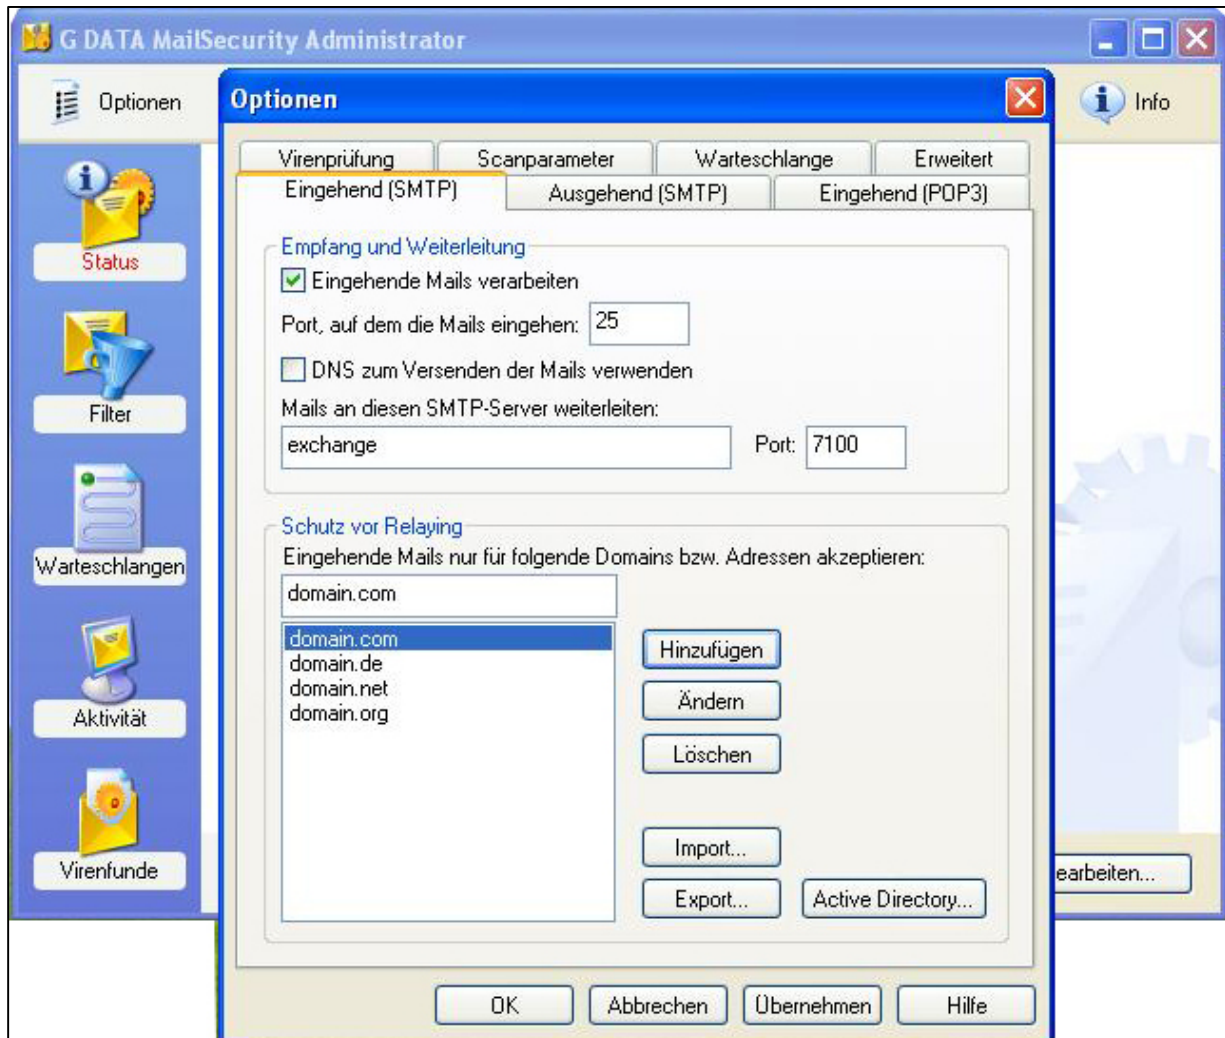 G DATA MailSecurity Administrator
Optionen
Info
Status
Filter
Warteschlangen
Aktivität
Virenfunde
Optionen
Virenprüfung Scanparameter Warteschlange Erweitert
Eingehend (SMTP) Ausgehend (SMTP) Eingehend (POP3)
Empfang und Weiterleitung
Eingehende Mails verarbeiten
Port, auf dem die Mails eingehen: 25
DNS zum Versenden der Mails verwenden
Mails an diesen SMTP-Server weiterleiten:
exchange Port: 7100
Schutz vor Relaying
Eingehende Mails nur für folgende Domains bzw. Adressen akzeptieren:
domain.com
domain.com
domain.de
domain.net
domain.org
Hinzufügen
Ändern
Löschen
Import...
Export... Active Directory...
earbeiten...
OK Abbrechen Übernehmen Hilfe